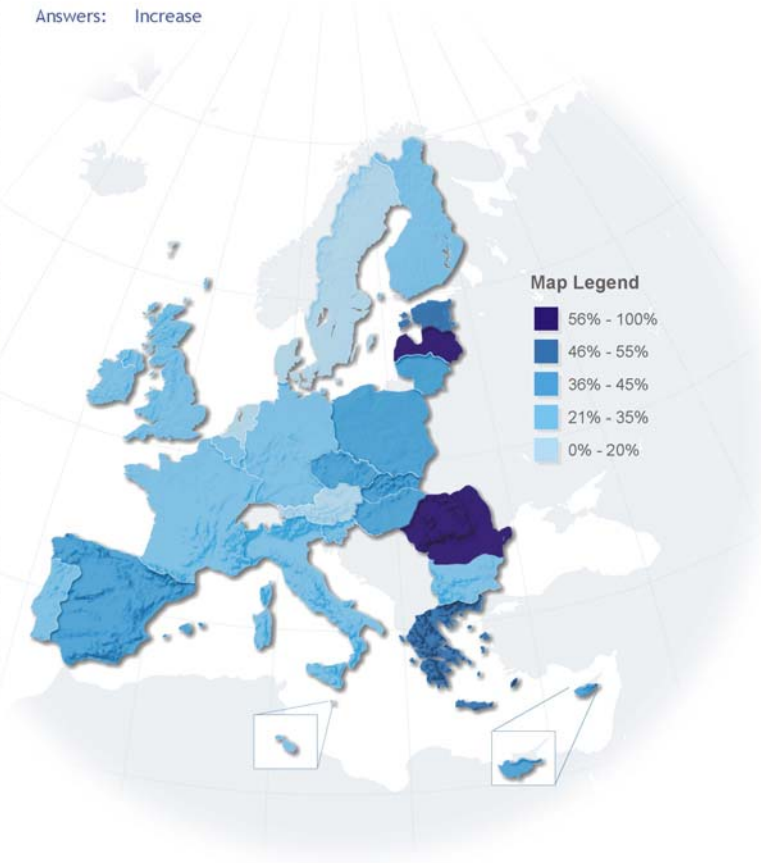 Answers: Increase
Map Legend
56% - 100%
46% - 55%
36% - 45%
21% - 35%
0% - 20%